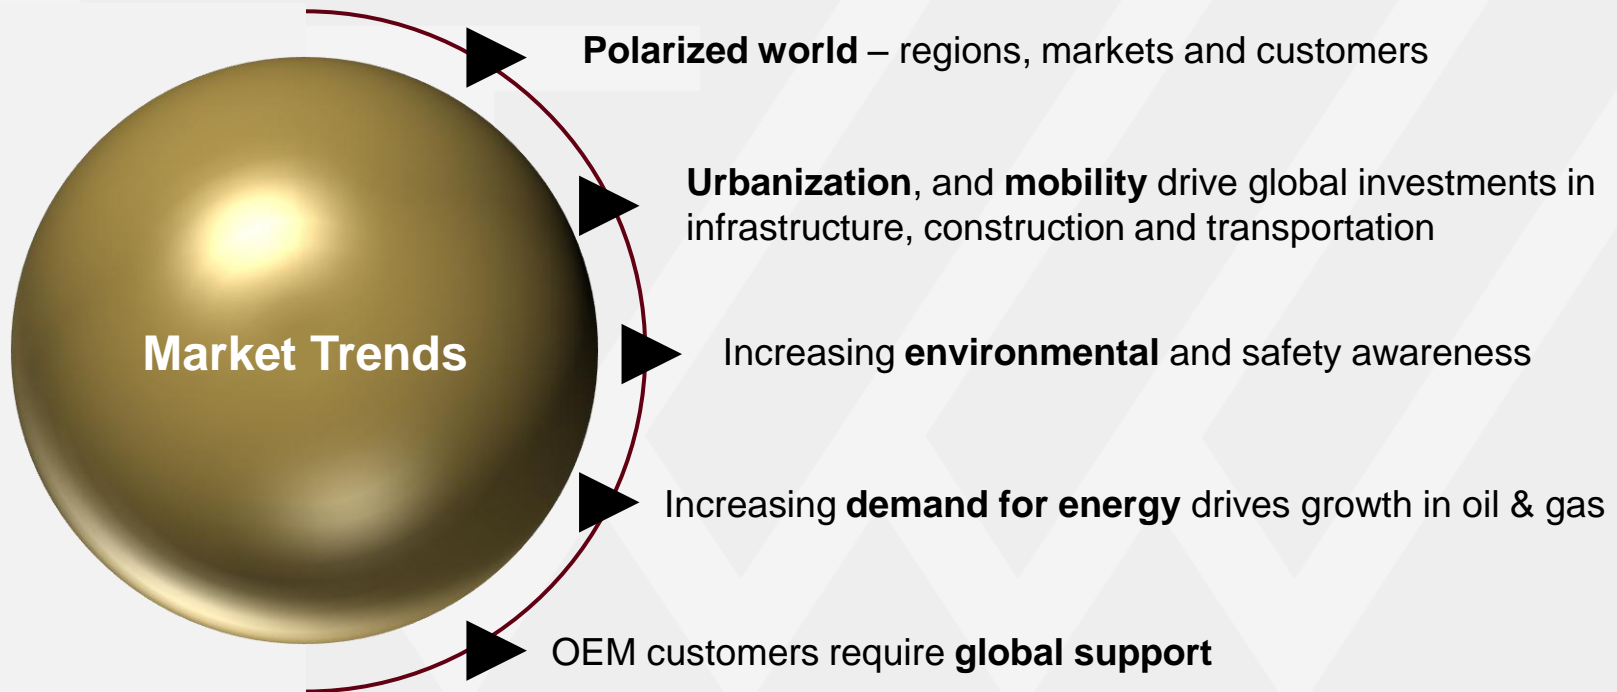 Polarized world – regions, markets and customers
Urbanization, and mobility drive global investments in
infrastructure, construction and transportation
Market Trends
Increasing environmental and safety awareness
Increasing demand for energy drives growth in oil & gas
OEM customers require global support